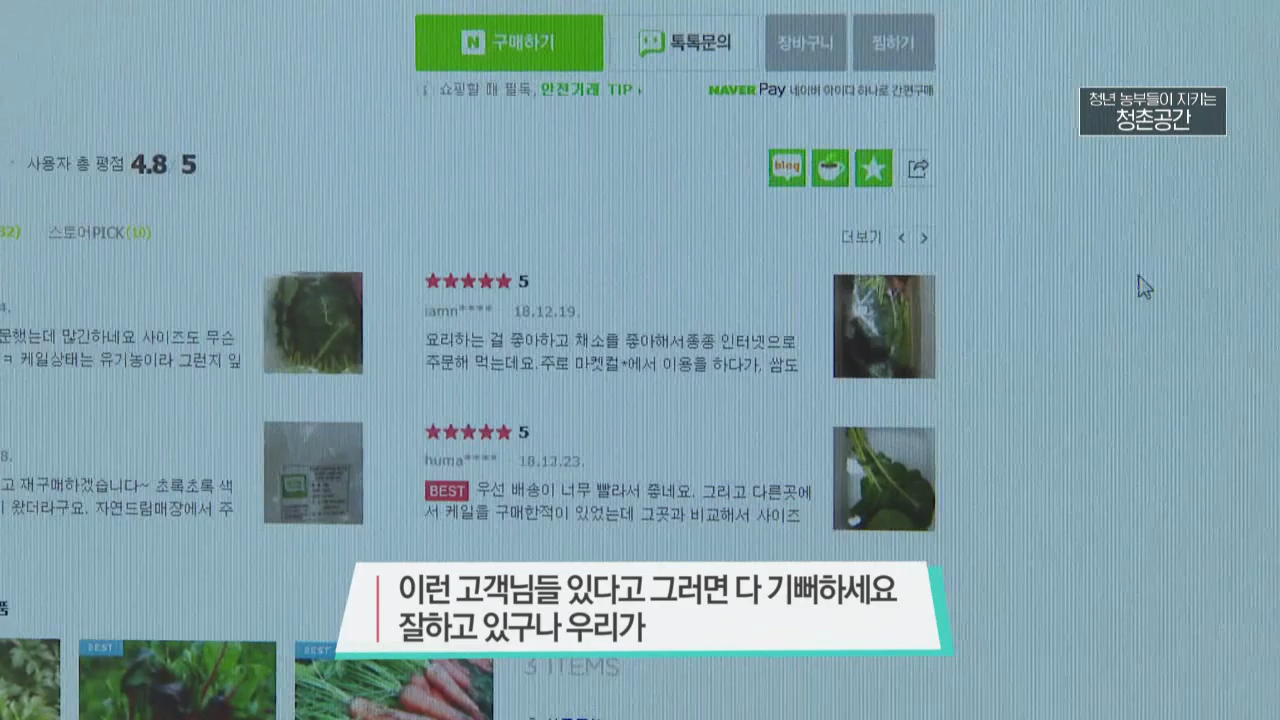 N 구매하기
톡톡문의
장바구니
찜하기
쇼핑할 때 필독, 안전거래 TIP
NAVER Pay 네이버 아이디 하나로 간편구매
청년 농부들이 지키는
청촌공간
사용자 총 평점 4.8 / 5
blog
스토어PICK(10)
더보기 < >
문했는데 많긴하네요 사이즈도 무슨
ㅋ 케일상태는 유기농이라 그런지 잎
★★★★★ 5
iamn**** 18.12.19.
요리하는 걸 좋아하고 채소를 좋아해서종종 인터넷으로
주문해 먹는데요.주로 마켓컬*에서 이용을 하다가, 쌈도
고 재구매하겠습니다~ 초록초록 색
왔더라구요. 자연드림매장에서 주
★★★★★ 5
huma**** 18.12.23.
BEST 우선 배송이 너무 빨라서 좋네요. 그리고 다른곳에
서 케일을 구매한적이 있었는데 그곳과 비교해서 사이즈
이런 고객님들 있다고 그러면 다 기뻐하세요
잘하고 있구나 우리가
BEST
BEST
3 ITEMS